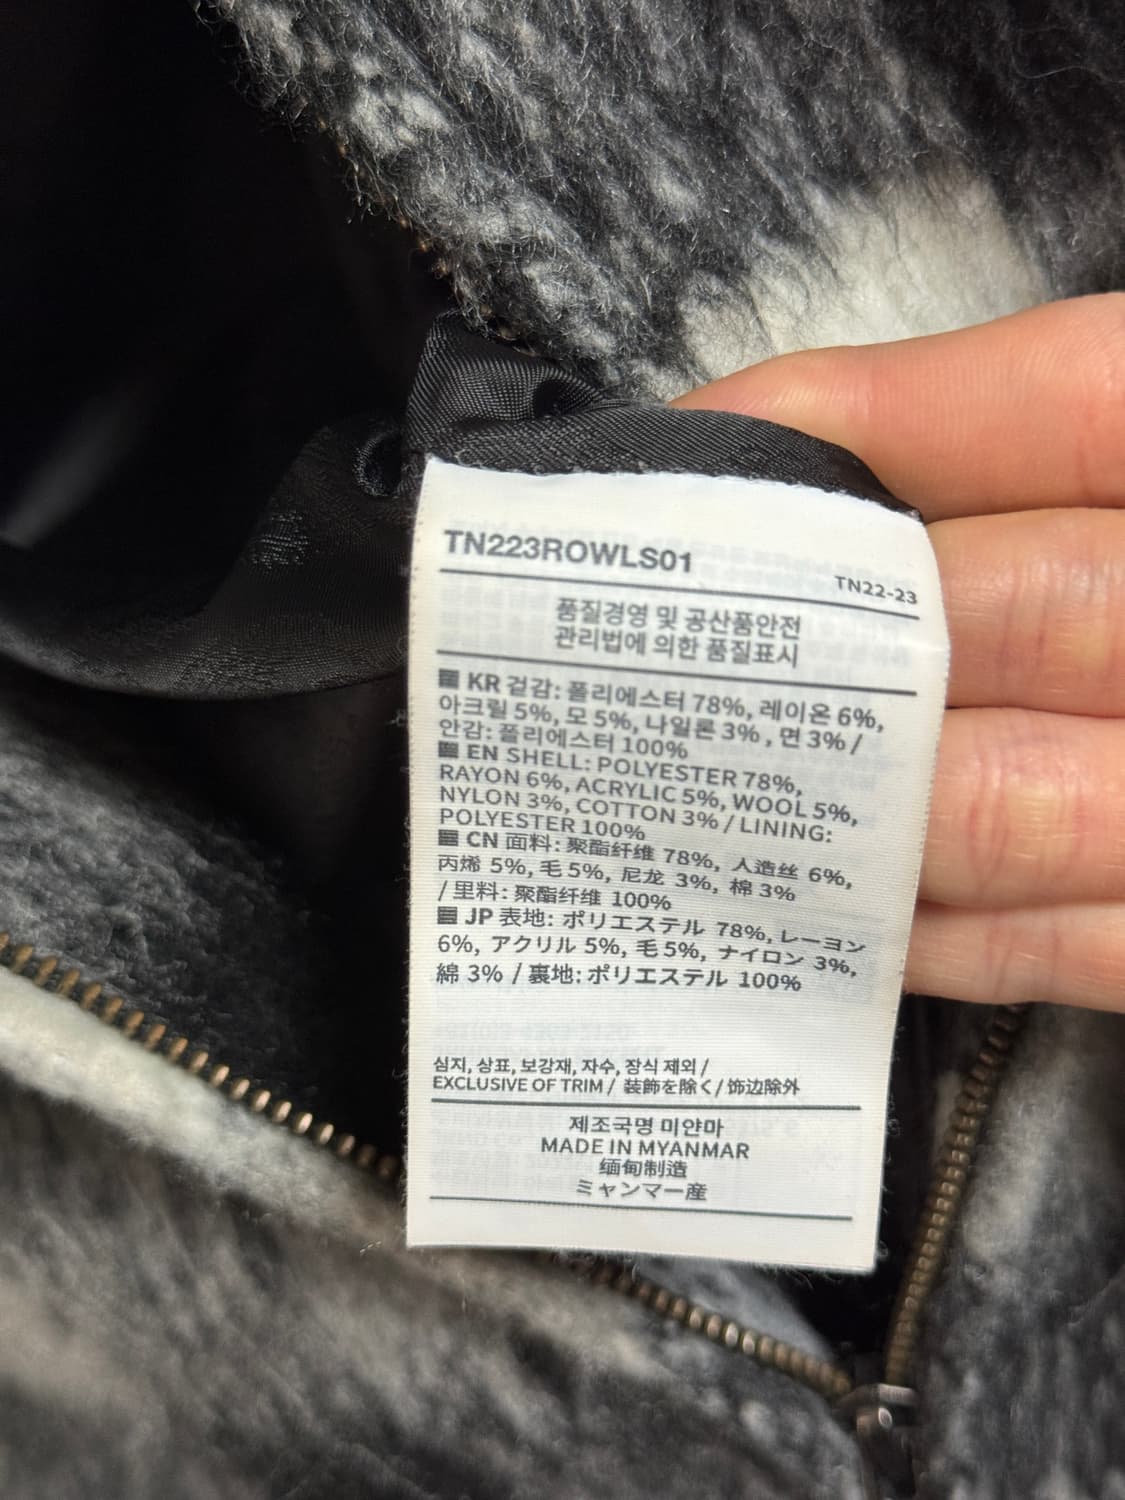 TN223ROWLS01
TN22-23
품질경영 및 공산품안전
관리법에 의한 품질표시
KR 겉감: 폴리에스터 78%, 레이온 6%,
아크릴 5%, 모 5%, 나일론 3% , 면 3% /
안감: 폴리에스터 100%
EN SHELL: POLYESTER 78%,
RAYON 6%, ACRYLIC 5%, WOOL 5%,
NYLON 3%, COTTON 3% / LINING:
POLYESTER 100%
CN 面料: 聚酯纤维 78%, 人造丝 6%,
丙烯 5%, 毛 5%, 尼龙 3%, 棉 3%
/ 里料: 聚酯纤维 100%
JP 表地: ポリエステル 78%, レーヨン
6%, アクリル 5%, 毛 5%, ナイロン 3%,
綿 3% / 裏地: ポリエステル 100%
심지, 상표, 보강재, 자수, 장식 제외 /
EXCLUSIVE OF TRIM / 装飾を除く / 饰边除外
제조국명 미얀마
MADE IN MYANMAR
缅甸制造
ミャンマー産